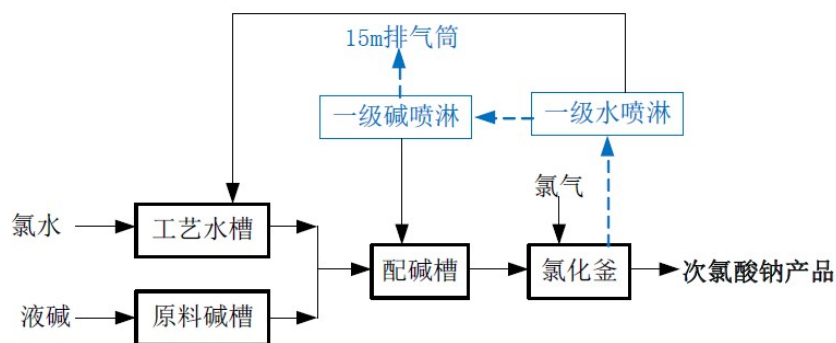 15m排气筒
一级碱喷淋
一级水喷淋
氯气
氯水
工艺水槽
配碱槽
氯化釜
次氯酸钠产品
液碱
原料碱槽